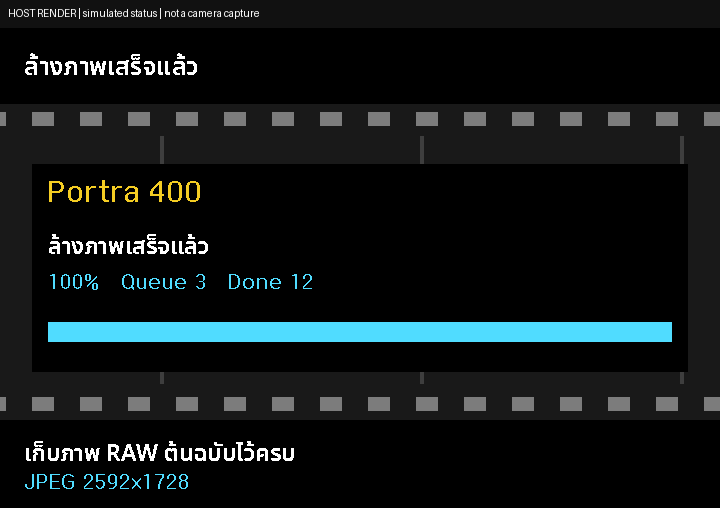 HOST RENDER | simulated status | not a camera capture
ล้างภาพเสร็จแล้ว
Portra 400
ล้างภาพเสร็จแล้ว
100% Queue 3 Done 12
เก็บภาพ RAW ต้นฉบับไว้ครบ
JPEG 2592x1728